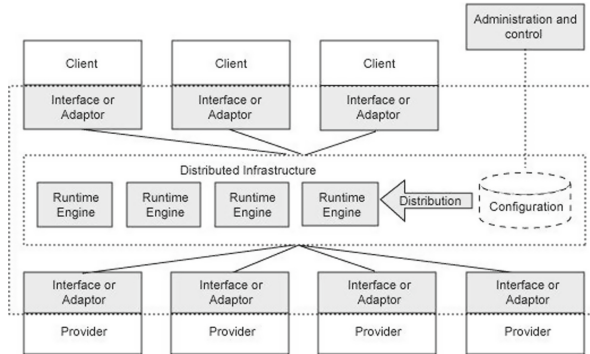 Administration and
control
Client
Client
Client
Interface or
Adaptor
Interface or
Adaptor
Interface or
Adaptor
Distributed Infrastructure
Runtime
Engine
Runtime
Engine
Runtime
Engine
Runtime
Engine
Distribution
Configuration
Interface or
Adaptor
Interface or
Adaptor
Interface or
Adaptor
Interface or
Adaptor
Provider
Provider
Provider
Provider